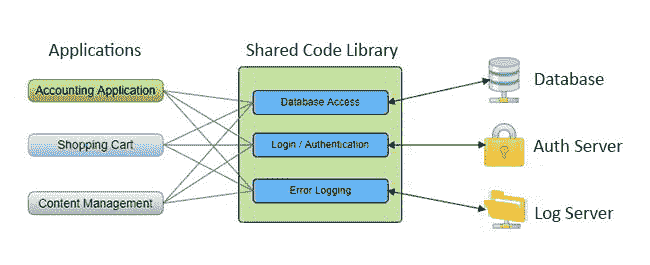 Applications
Shared Code Library
Accounting Application
Database Access
Database
Shopping Cart
Login / Authentication
Auth Server
Content Management
Error Logging
Log Server